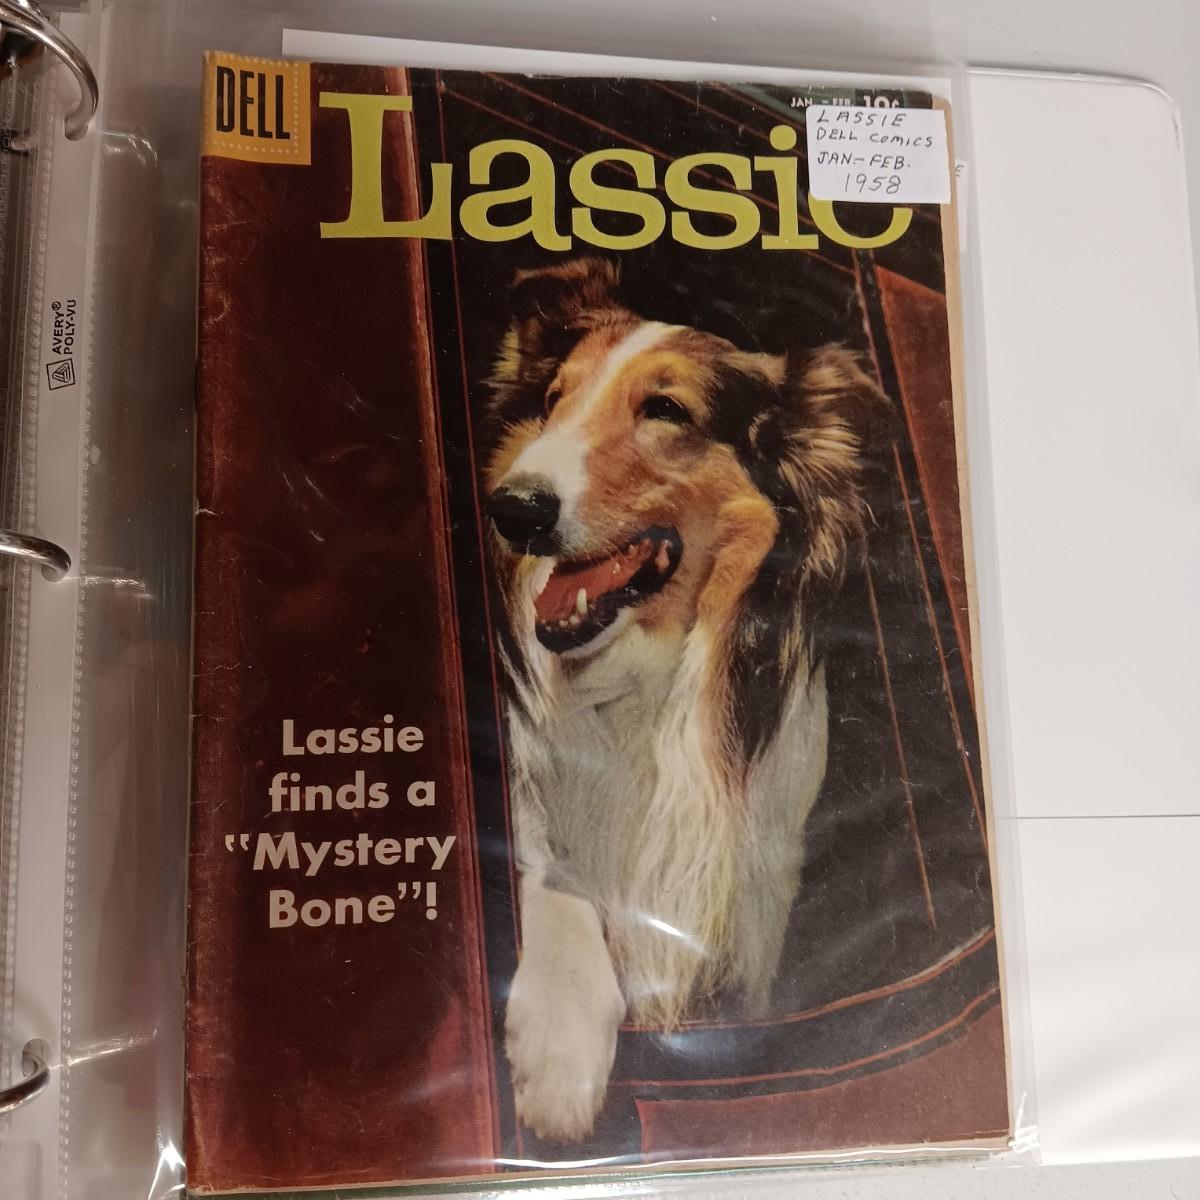 DELL
JAN. - FEB. 10¢
Lassie
LASSIE
DELL COMICS
JAN.-FEB.
1958
AVERY®
POLY-VU
Lassie
finds a
"Mystery
Bone"!